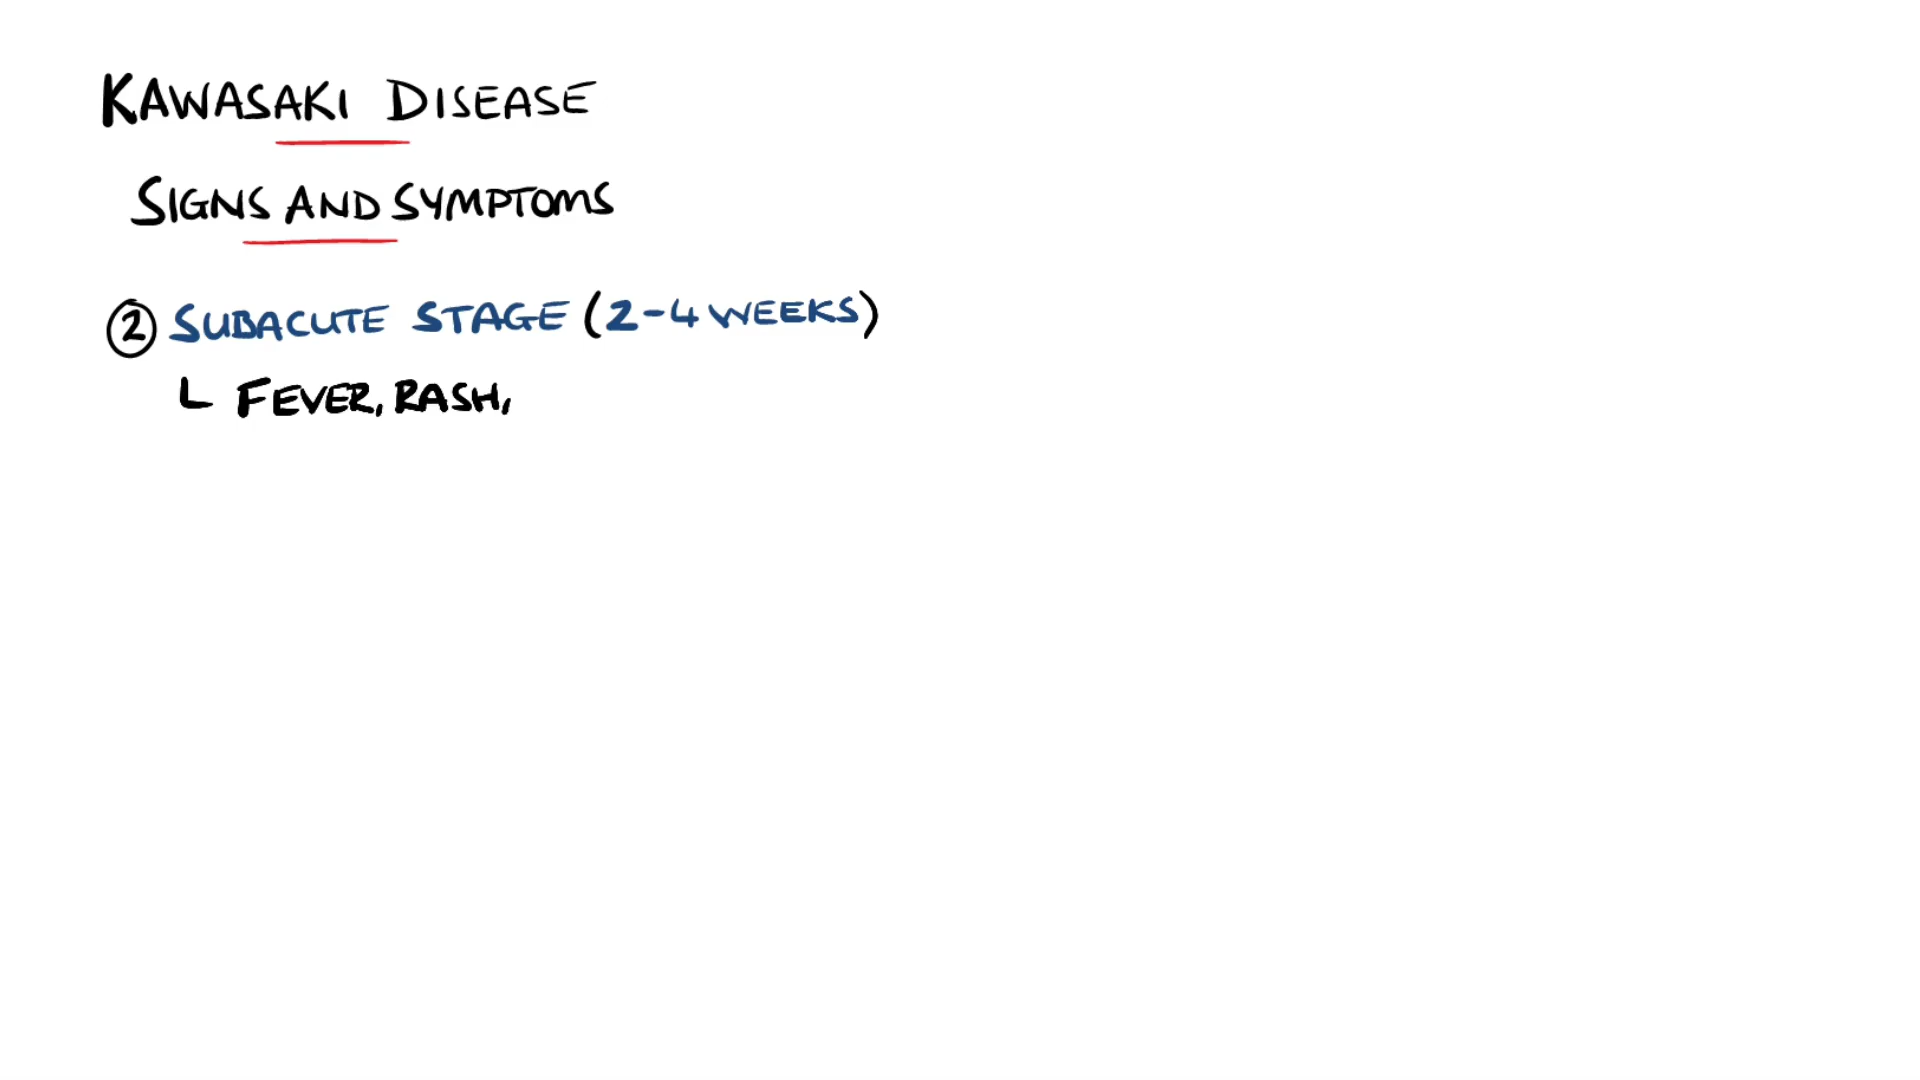 KAWASAKI DISEASE
SIGNS AND SYMPTOMS
2 SUBACUTE STAGE (2-4 WEEKS)
FEVER, RASH,